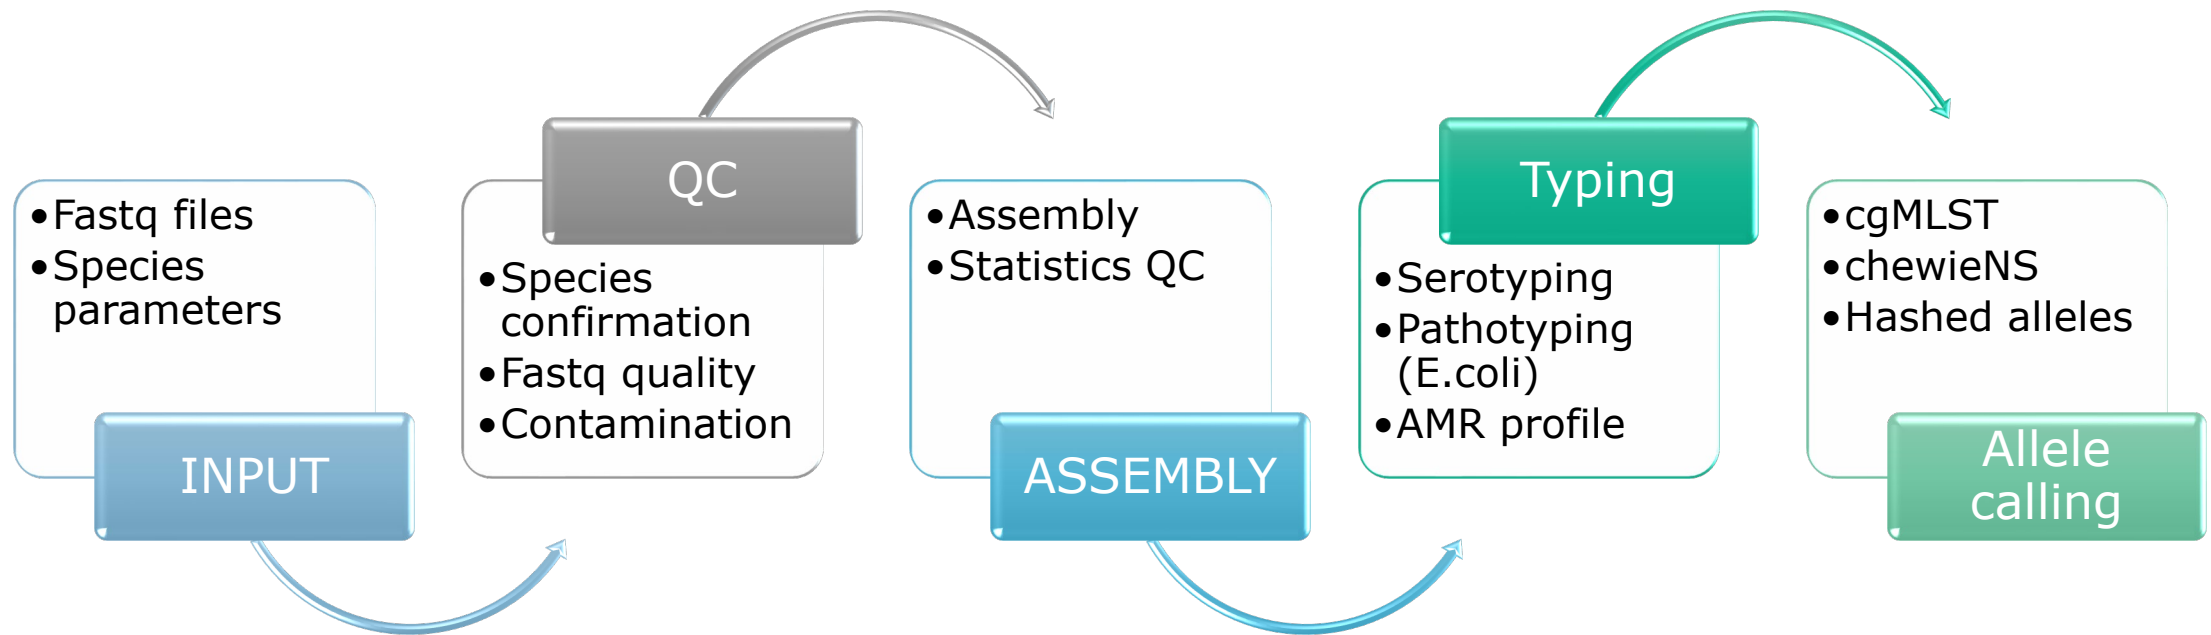 •Fastq files
•Species
parameters
INPUT
QC
•Species
confirmation
•Fastq quality
•Contamination
•Assembly
•Statistics QC
ASSEMBLY
Typing
•Serotyping
•Pathotyping
(E.coli)
•AMR profile
•cgMLST
•chewieNS
•Hashed alleles
Allele
calling